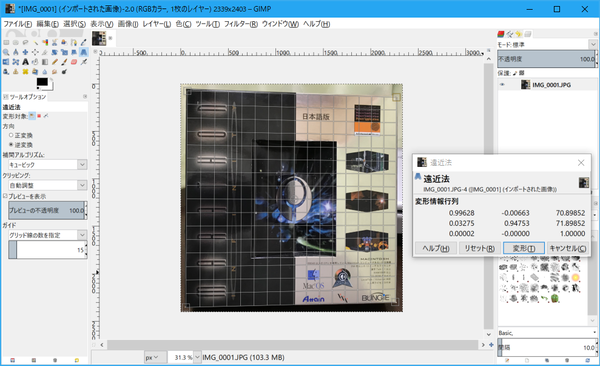 *[IMG_0001] (インポートされた画像)-2.0 (RGBカラー, 1枚のレイヤー) 2339x2403 – GIMP
ファイル(F) 編集(E) 選択(S) 表示(V) 画像(I) レイヤー(L) 色(C) ツール(T) フィルター(R) ウィンドウ(W) ヘルプ(H)
ツールオプション
遠近法
変形対象:
方向
正変換
逆変換
補間アルゴリズム:
キュービック
クリッピング:
自動調整
プレビューを表示
プレビューの不透明度 100.0
ガイド
グリッド線の数を指定
15
-500
0
500
1000
1500
2000
日本語版
MacOS
BUNGIE
px
31.3 %
IMG_0001.JPG (103.3 MB)
モード: 標準
不透明度 100.0
保護:
IMG_0001.JPG
遠近法
遠近法
IMG_0001.JPG-4 ([IMG_0001] (インポートされた画像))
変形情報行列
0.99628 -0.00663 70.89852
0.03275 0.94753 71.89852
0.00002 -0.00000 1.00000
ヘルプ(H) リセット(R) 変形(T) キャンセル(C)
Basic,
間隔 10.0